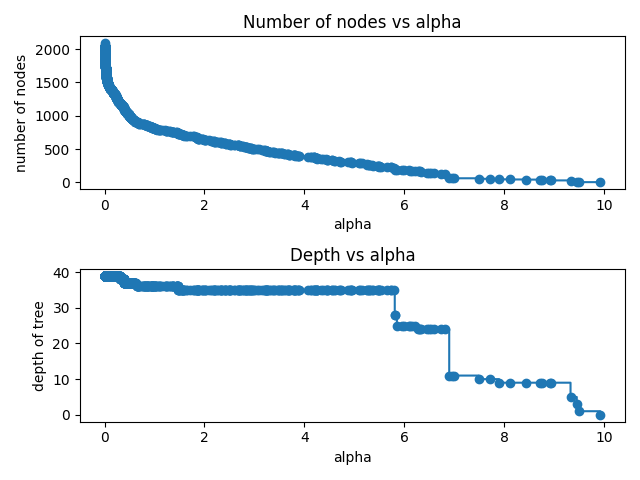 Number of nodes vs alpha
number of nodes
2000
1500
1000
500
0
0 2 4 6 8 10
alpha
Depth vs alpha
depth of tree
40
30
20
10
0
0 2 4 6 8 10
alpha